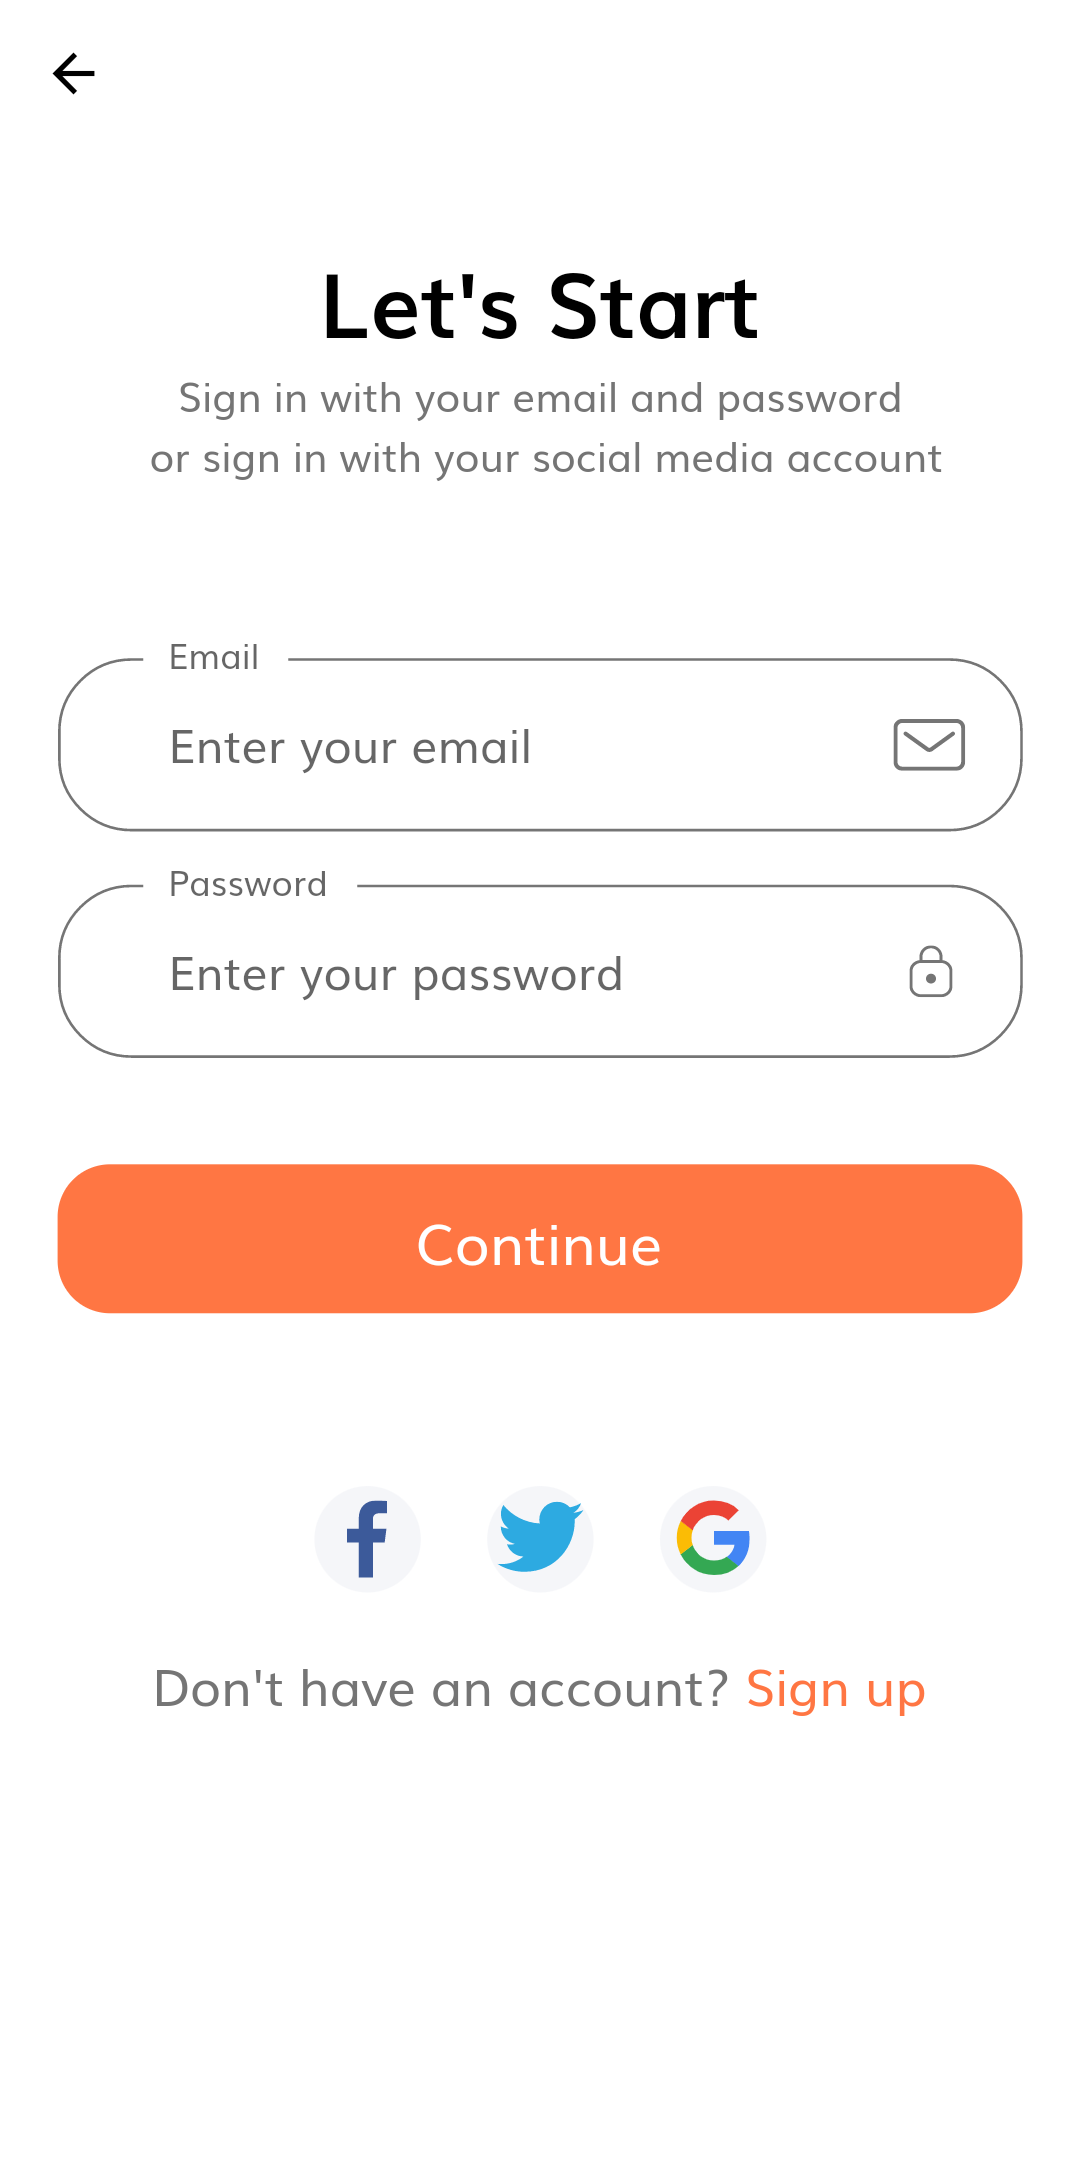 Let's Start
Sign in with your email and password
or sign in with your social media account
Email
Enter your email
Password
Enter your password
Continue
Don't have an account? Sign up